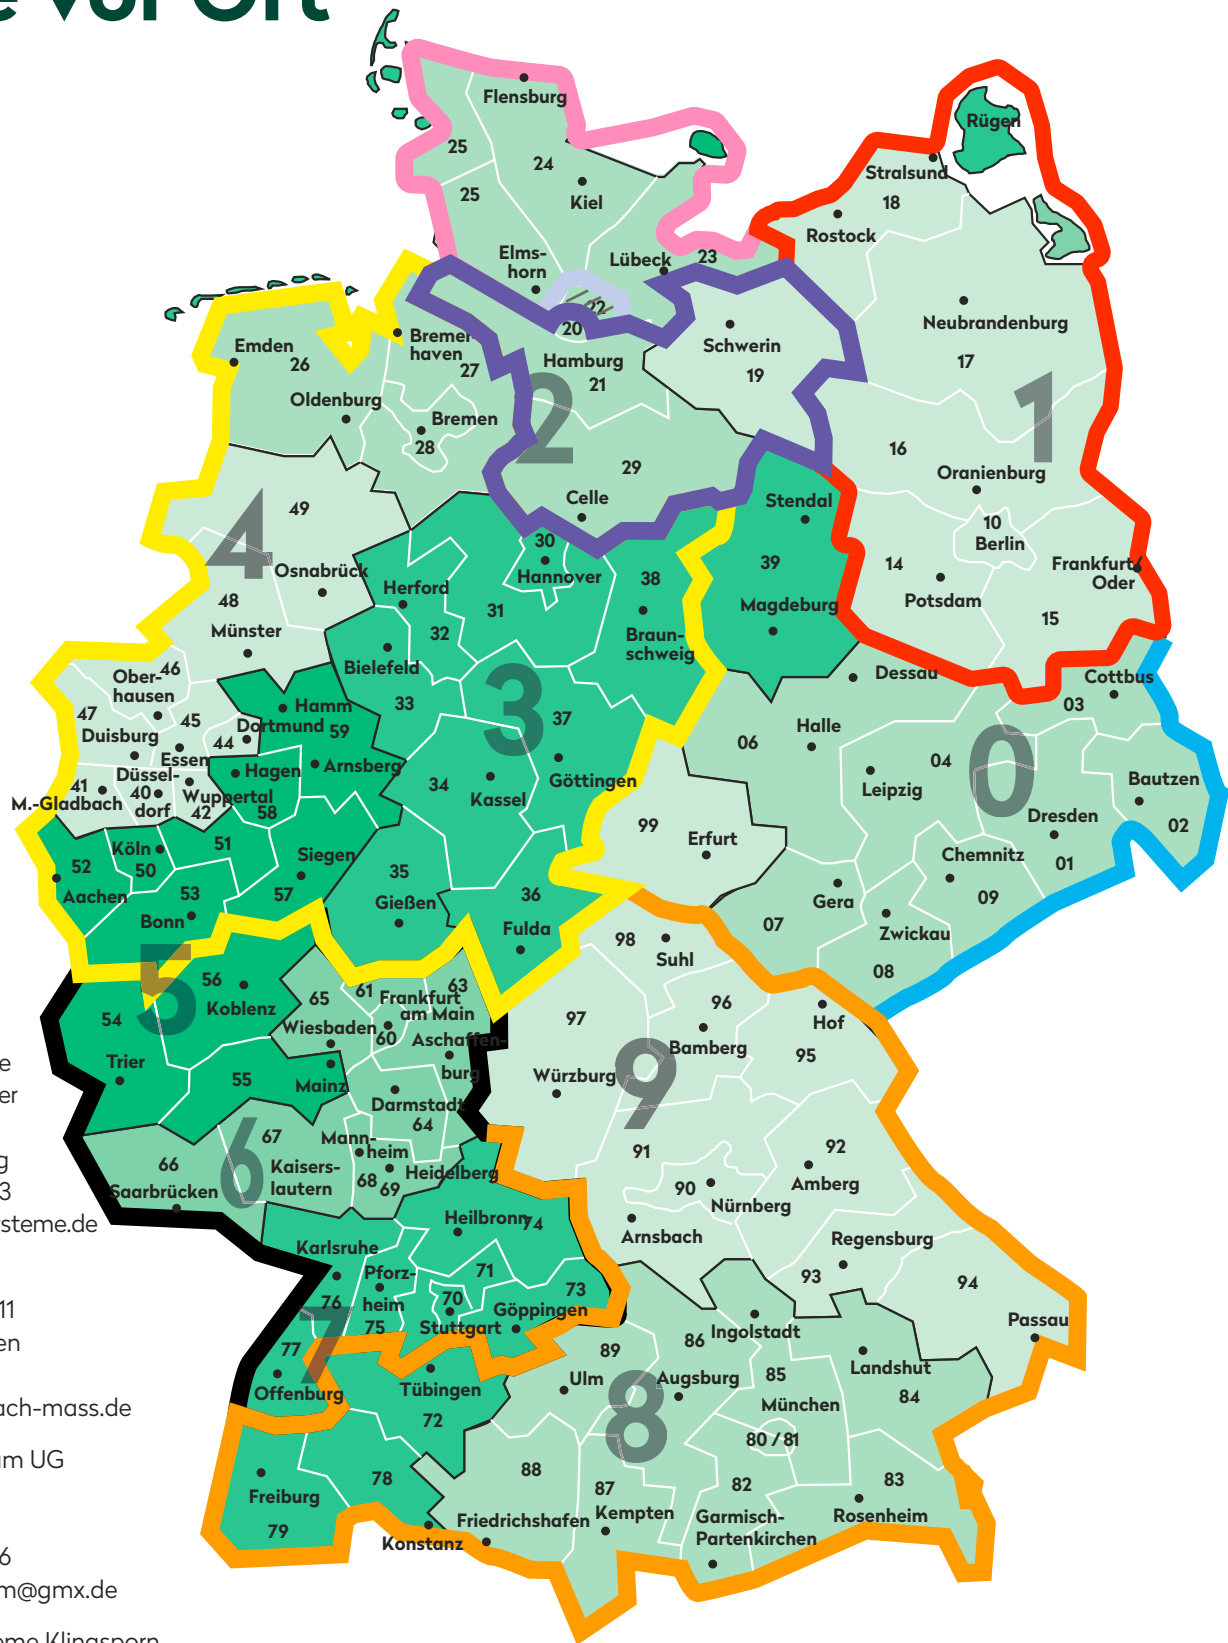 e vor Ort
Flensburg
Rügen
25
24
Stralsund
25
Kiel
18
Rostock
Elms-
horn
Lübeck
23
22
20
Neubrandenburg
Emden
26
Bremer
haven
27
Hamburg
21
Schwerin
19
17
Oldenburg
Bremen
28
2
1
16
29
Oranienburg
Celle
Stendal
49
4
10
Berlin
30
Hannover
Osnabrück
Herford
38
39
14
Frankfurt/
Oder
48
31
Magdeburg
Potsdam
Münster
32
Braun-
schweig
15
Bielefeld
46
Ober-
hausen
Dessau
Cottbus
33
3
03
47
45
Hamm
Duisburg
44
Dortmund
59
37
Halle
06
Essen
Hagen
Arnsberg
04
0
Düssel-
dorf
40
41
M.-Gladbach
Wuppertal
42
58
34
Kassel
Göttingen
Leipzig
Bautzen
99
Dresden
02
Erfurt
51
Köln
50
Siegen
Chemnitz
01
52
Aachen
53
57
35
36
Gera
09
Bonn
Gießen
Fulda
07
Zwickau
98
Suhl
08
5
56
Koblenz
65
61
Frankfurt
am Main
63
54
Wiesbaden
60
97
96
Hof
Aschaffen-
burg
Bamberg
95
e
Trier
55
Mainz
Würzburg
9
er
Darmstadt
64
6
67
Mann-
heim
91
92
g
66
Kaisers-
lautern
68
69
Heidelberg
90
Nürnberg
Amberg
3
Saarbrücken
steme.de
Heilbronn
74
Arnsbach
Regensburg
Karlsruhe
Pforz-
heim
71
93
94
11
76
70
73
75
Stuttgart
Göppingen
Ingolstadt
Passau
en
77
7
89
86
Landshut
Offenburg
Tübingen
Ulm
Augsburg
85
84
ach-mass.de
72
8
München
80 / 81
am UG
78
88
87
82
83
Freiburg
Kempten
Garmisch-
Partenkirchen
Rosenheim
79
Konstanz
Friedrichshafen
6
m@gmx.de
eme Klingsporn